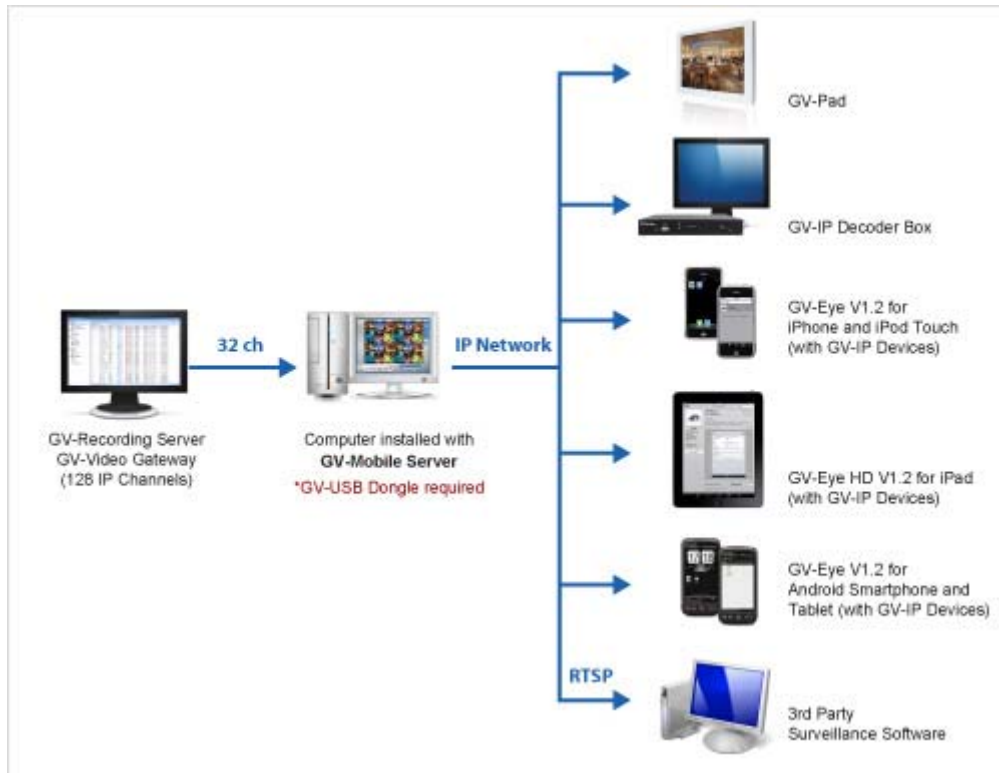 GV-Pad
GV-IP Decoder Box
GV-Eye V1.2 for
iPhone and iPod Touch
(with GV-IP Devices)
32 ch
IP Network
GV-Recording Server
GV-Video Gateway
(128 IP Channels)
Computer installed with
GV-Mobile Server
*GV-USB Dongle required
GV-Eye HD V1.2 for iPad
(with GV-IP Devices)
GV-Eye V1.2 for
Android Smartphone and
Tablet (with GV-IP Devices)
RTSP
3rd Party
Surveillance Software